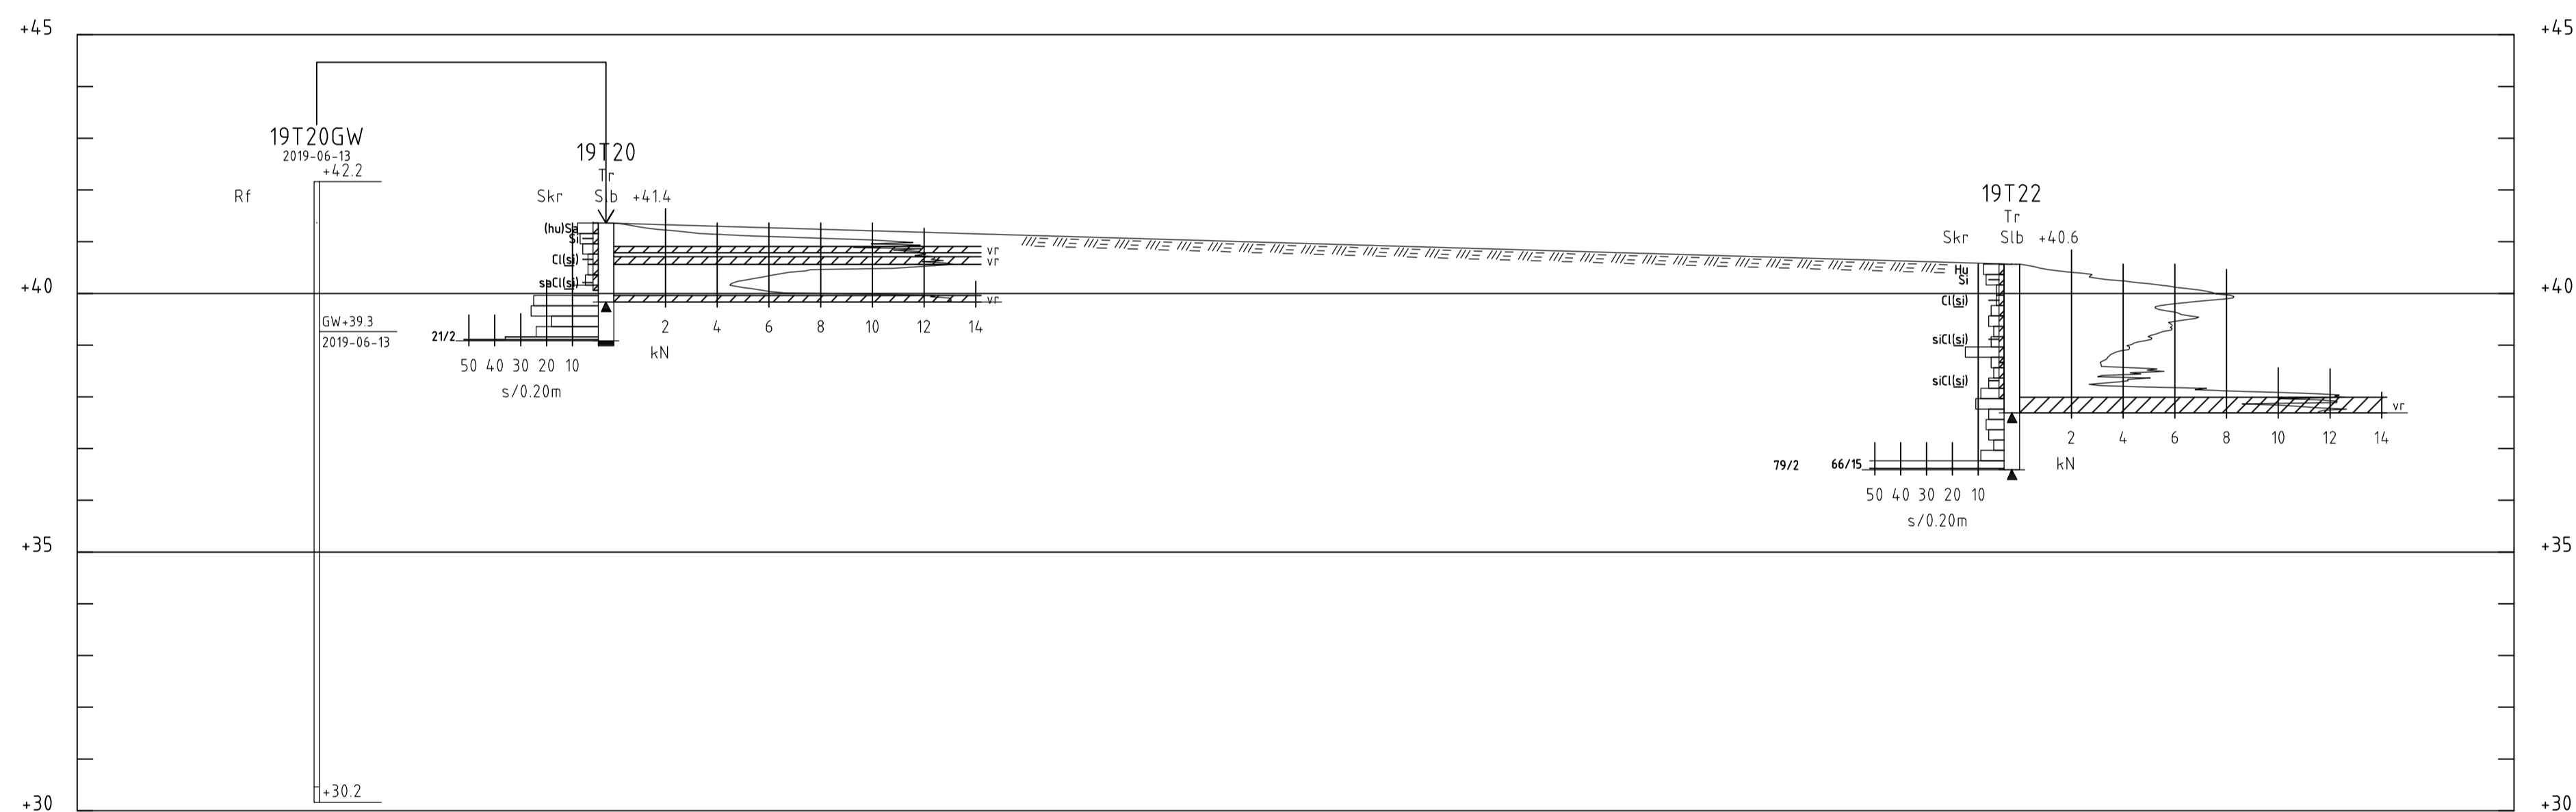 +45
+45
19T20GW
2019-06-13
+42.2
Rf
19T20
Tr
Skr
Slb
+41.4
(hu)Sa
Si
Cl(si)
saCl(si)
vr
vr
vr
2 4 6 8 10 12 14
kN
21/2
50 40 30 20 10
s/0.20m
GW+39.3
2019-06-13
19T22
Tr
Skr
Slb
+40.6
Hu
Si
Cl(si)
siCl(si)
siCl(si)
vr
2 4 6 8 10 12 14
kN
79/2
66/15
50 40 30 20 10
s/0.20m
+40
+40
+35
+35
+30.2
+30
+30